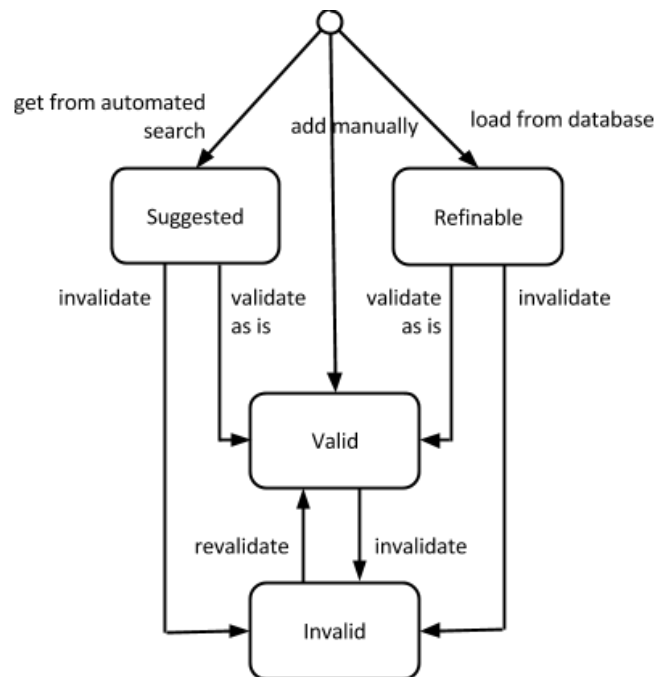 get from automated
search
add manually
load from database
Suggested
Refinable
invalidate
validate
as is
validate
as is
invalidate
Valid
revalidate
invalidate
Invalid